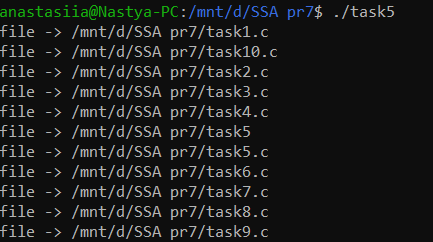 anastasiia@Nastya-PC:/mnt/d/SSA pr7$ ./task5
file -> /mnt/d/SSA pr7/task1.c
file -> /mnt/d/SSA pr7/task10.c
file -> /mnt/d/SSA pr7/task2.c
file -> /mnt/d/SSA pr7/task3.c
file -> /mnt/d/SSA pr7/task4.c
file -> /mnt/d/SSA pr7/task5
file -> /mnt/d/SSA pr7/task5.c
file -> /mnt/d/SSA pr7/task6.c
file -> /mnt/d/SSA pr7/task7.c
file -> /mnt/d/SSA pr7/task8.c
file -> /mnt/d/SSA pr7/task9.c